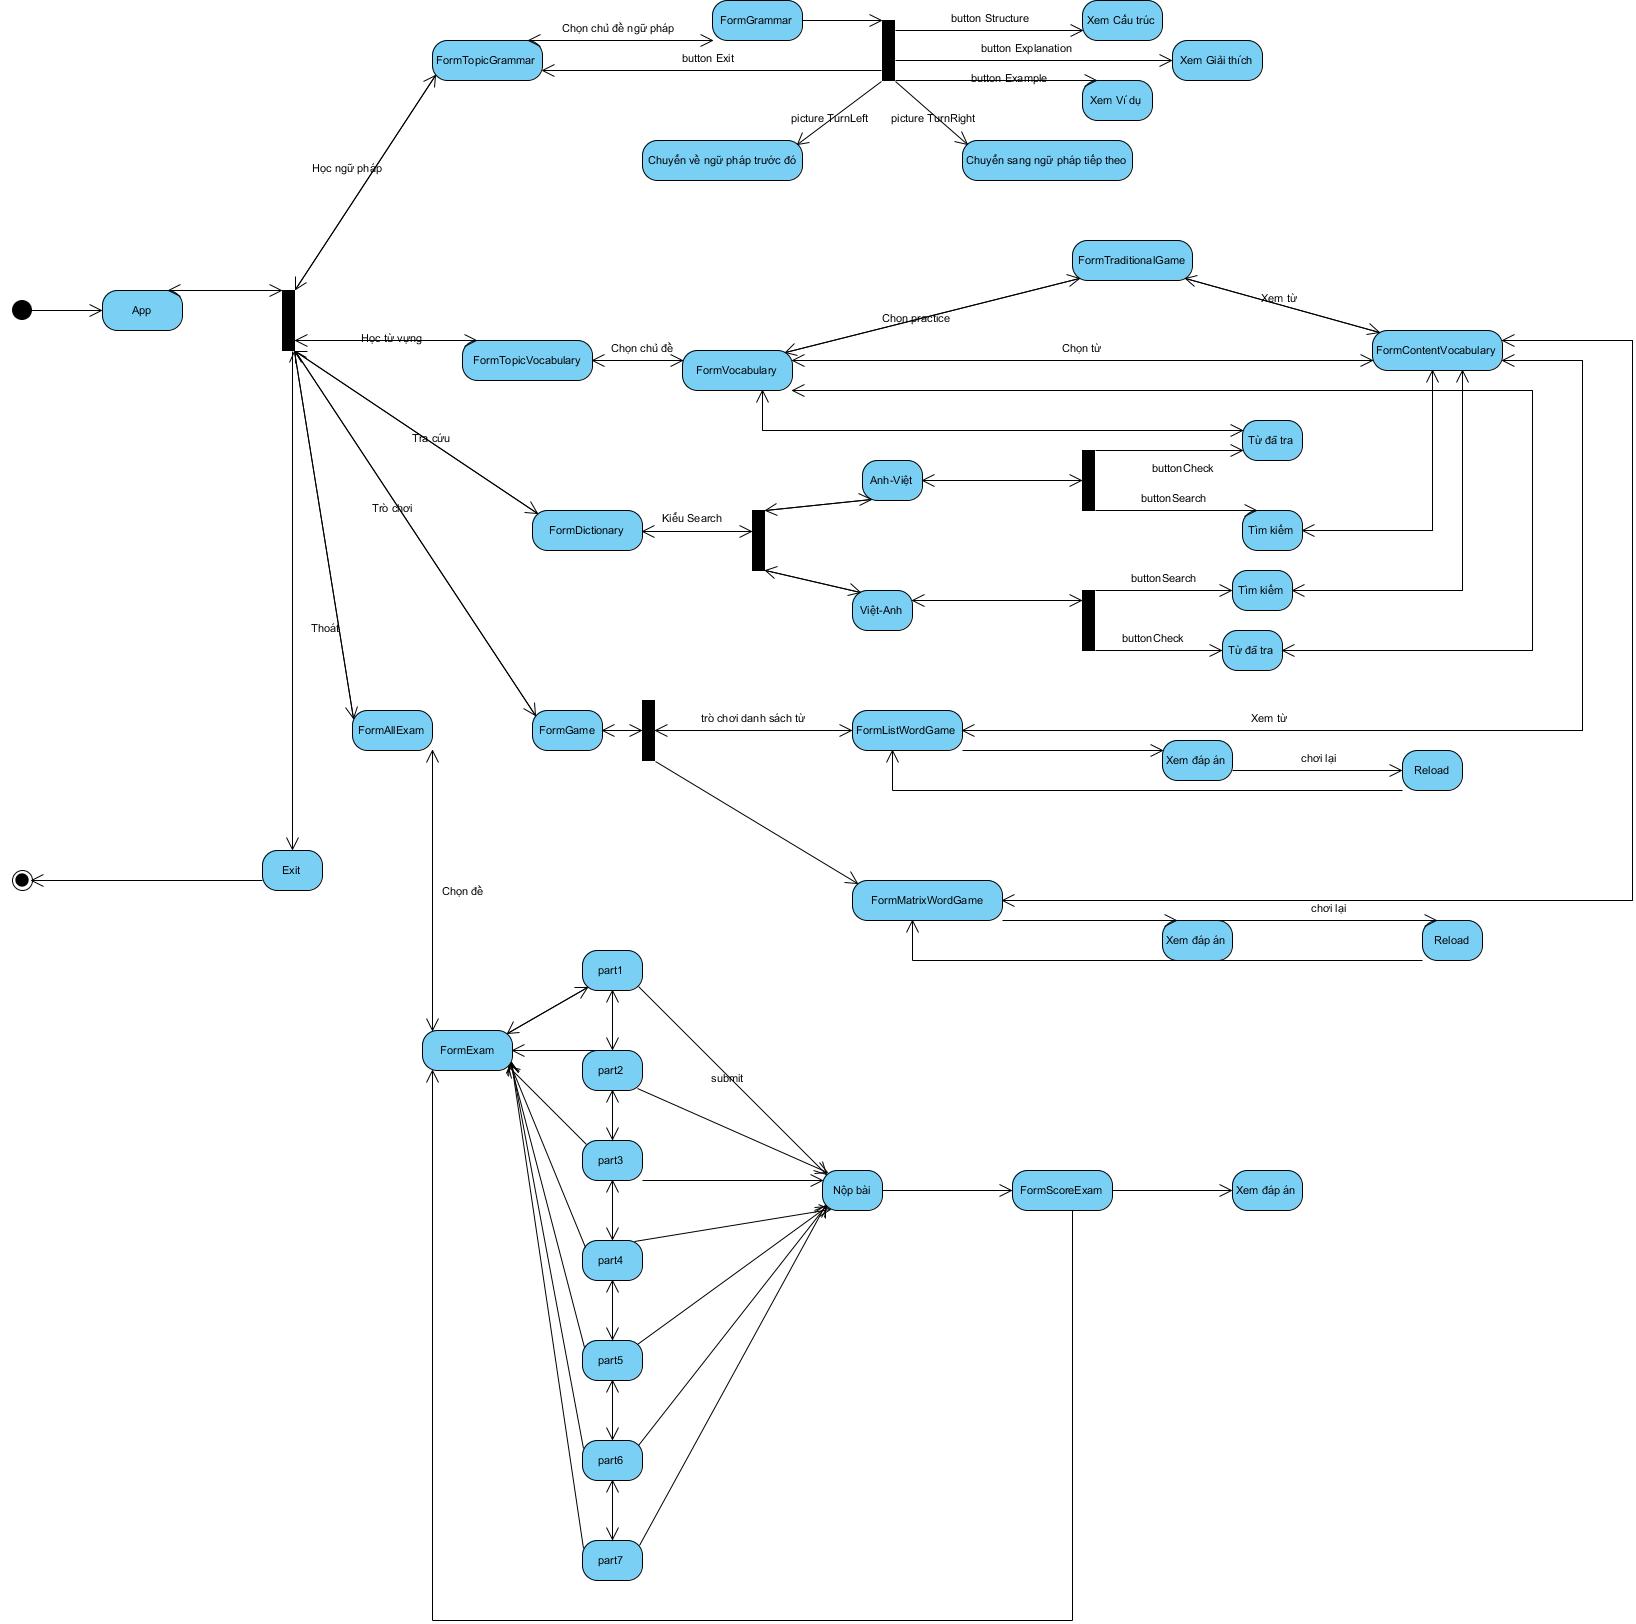 FormGrammar
button Structure
Xem Cấu trúc
Chọn chủ đề ngữ pháp
FormTopicGrammar
button Exit
button Explanation
Xem Giải thích
button Example
Xem Ví dụ
picture TurnLeft
picture TurnRight
Chuyển về ngữ pháp trước đó
Chuyển sang ngữ pháp tiếp theo
Học ngữ pháp
FormTraditionalGame
App
Xem từ
Chọn practice
Học từ vựng
FormTopicVocabulary
Chọn chủ đề
FormVocabulary
Chọn từ
FormContentVocabulary
Tra cứu
Từ đã tra
buttonCheck
Anh-Việt
buttonSearch
Trò chơi
FormDictionary
Kiểu Search
Tìm kiếm
buttonSearch
Tìm kiếm
Việt-Anh
buttonCheck
Từ đã tra
Thoát
FormAllExam
FormGame
trò chơi danh sách từ
FormListWordGame
Xem từ
Xem đáp án
chơi lại
Reload
Exit
Chọn đề
FormMatrixWordGame
chơi lại
Xem đáp án
Reload
part1
FormExam
part2
submit
part3
Nộp bài
FormScoreExam
Xem đáp án
part4
part5
part6
part7